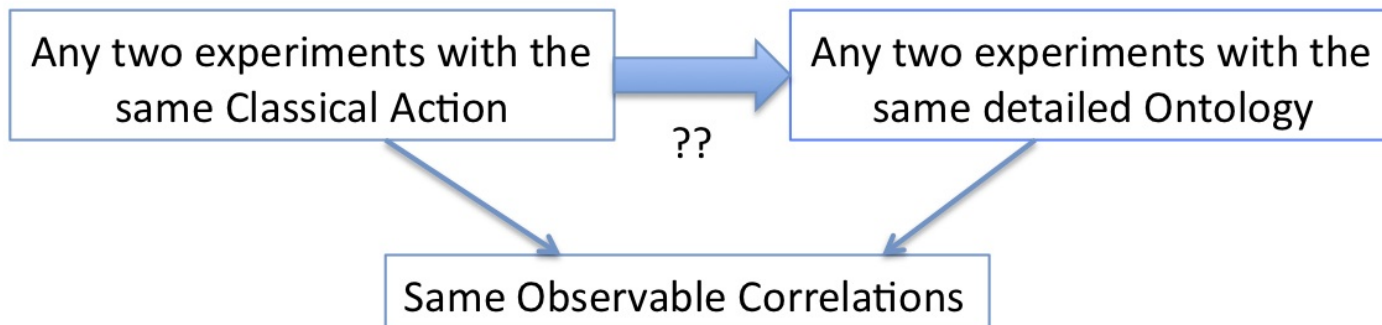 Any two experiments with the
same Classical Action
Any two experiments with the
same detailed Ontology
??
Same Observable Correlations